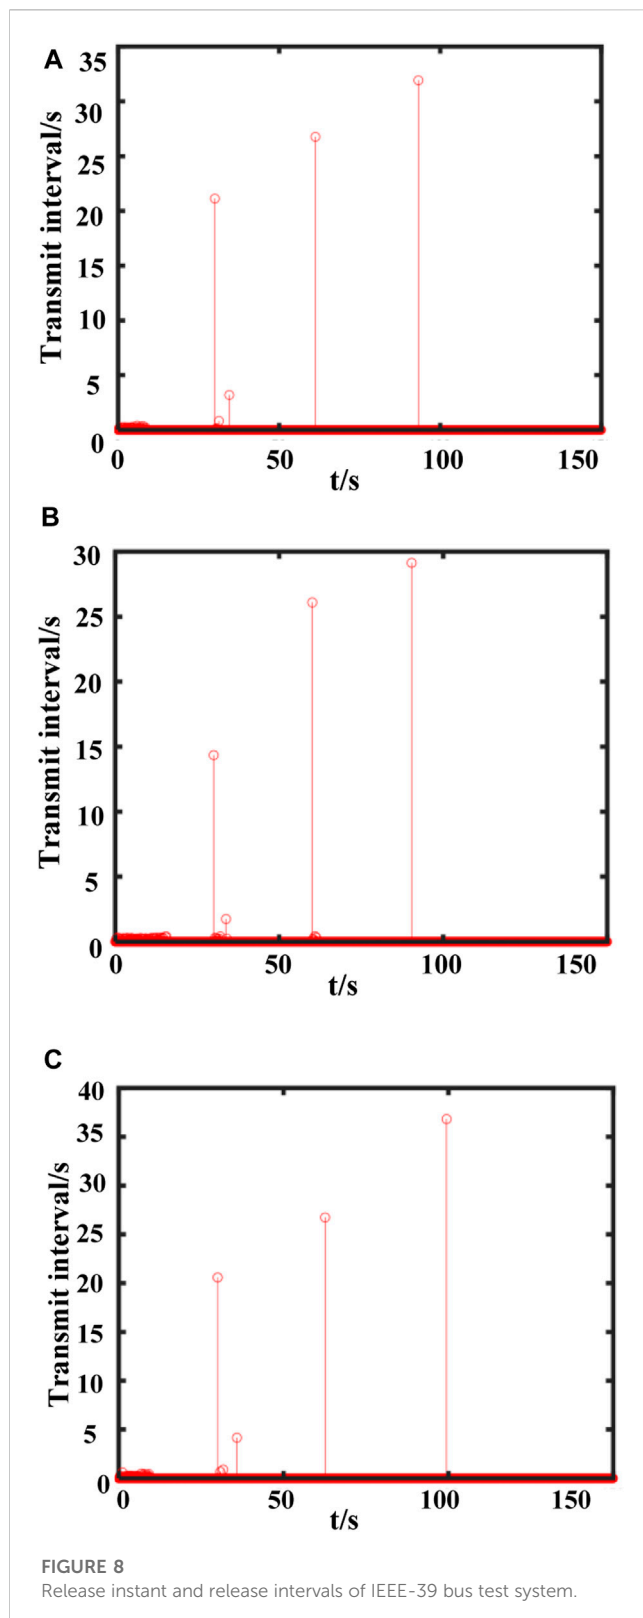 A
Transmit interval/s
35
30
25
20
15
10
5
0
0 50 100 150
t/s
B
Transmit interval/s
30
25
20
15
10
5
0
0 50 100 150
t/s
C
Transmit interval/s
40
35
30
25
20
15
10
5
0
0 50 100 150
t/s
FIGURE 8
Release instant and release intervals of IEEE-39 bus test system.